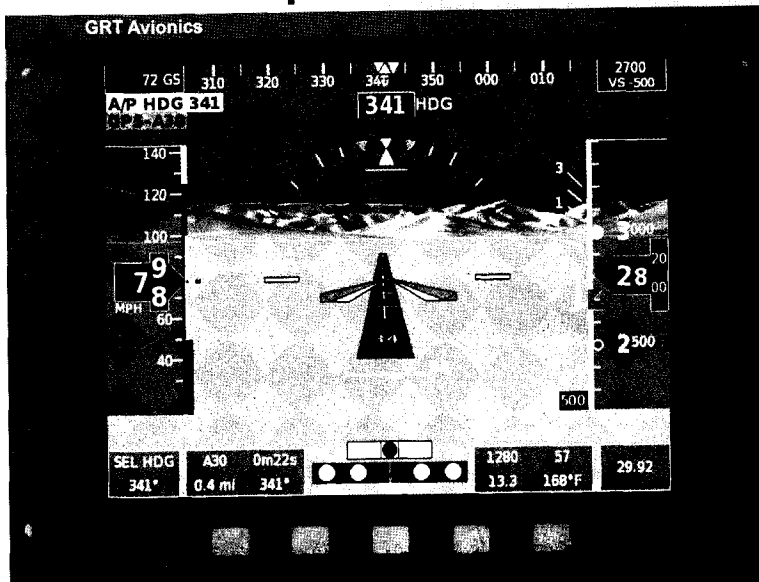 GRT Avionics
72 GS
310 320 330 340 350 000 010
2700
VS -500
A/P HDG 341
341 HDG
140
120
100
79
8
MPH
60
40
3
1
3000
28
20
00
2500
500
SEL HDG
341°
A30 0m22s
0.4 mi 341°
1280 57
13.3 168°F
29.92